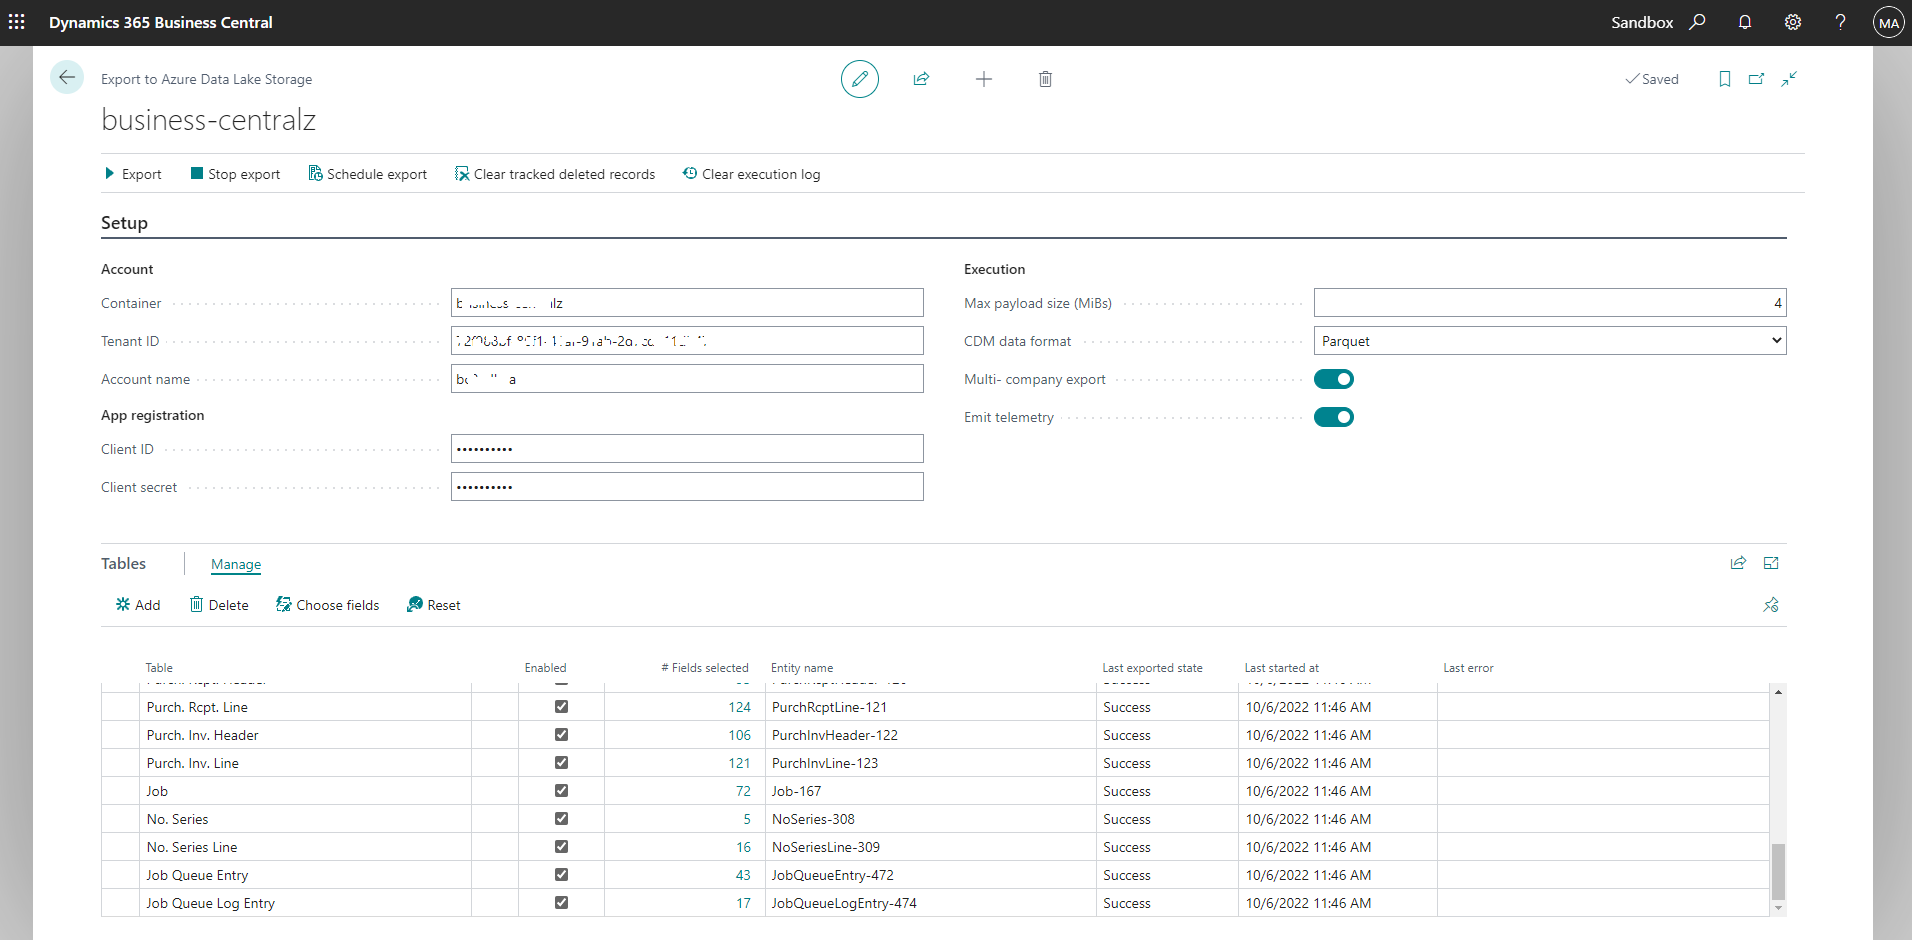 Dynamics 365 Business Central
Sandbox
MA
Export to Azure Data Lake Storage
Saved
business-centralz
Export Stop export Schedule export Clear tracked deleted records Clear execution log
Setup
Account
Container
Tenant ID
Account name
App registration
Client ID ••••••••••
Client secret ••••••••••
Execution
Max payload size (MiBs) 4
CDM data format Parquet
Multi- company export
Emit telemetry
Tables Manage
Add Delete Choose fields Reset
Table Enabled # Fields selected Entity name Last exported state Last started at Last error
Purch. Rcpt. Line 124 PurchRcptLine-121 Success 10/6/2022 11:46 AM
Purch. Inv. Header 106 PurchInvHeader-122 Success 10/6/2022 11:46 AM
Purch. Inv. Line 121 PurchInvLine-123 Success 10/6/2022 11:46 AM
Job 72 Job-167 Success 10/6/2022 11:46 AM
No. Series 5 NoSeries-308 Success 10/6/2022 11:46 AM
No. Series Line 16 NoSeriesLine-309 Success 10/6/2022 11:46 AM
Job Queue Entry 43 JobQueueEntry-472 Success 10/6/2022 11:46 AM
Job Queue Log Entry 17 JobQueueLogEntry-474 Success 10/6/2022 11:46 AM